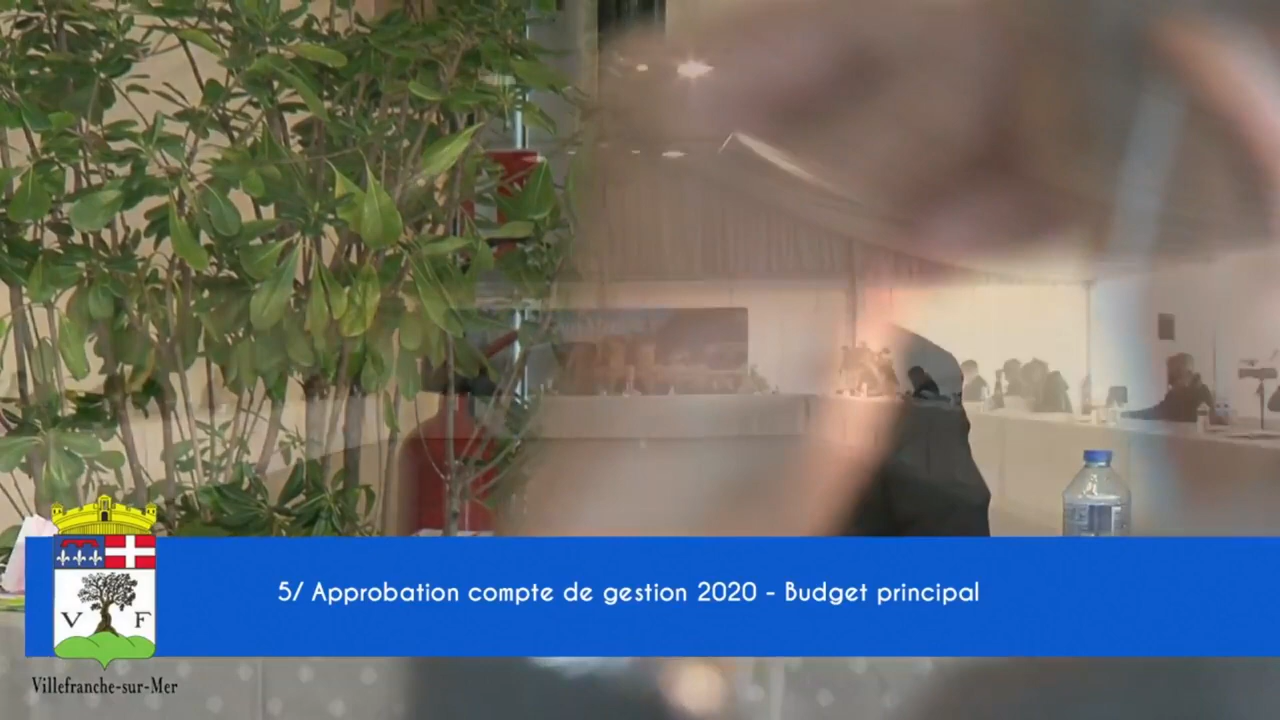 5/ Approbation compte de gestion 2020 - Budget principal
V F
Villefranche-sur-Mer